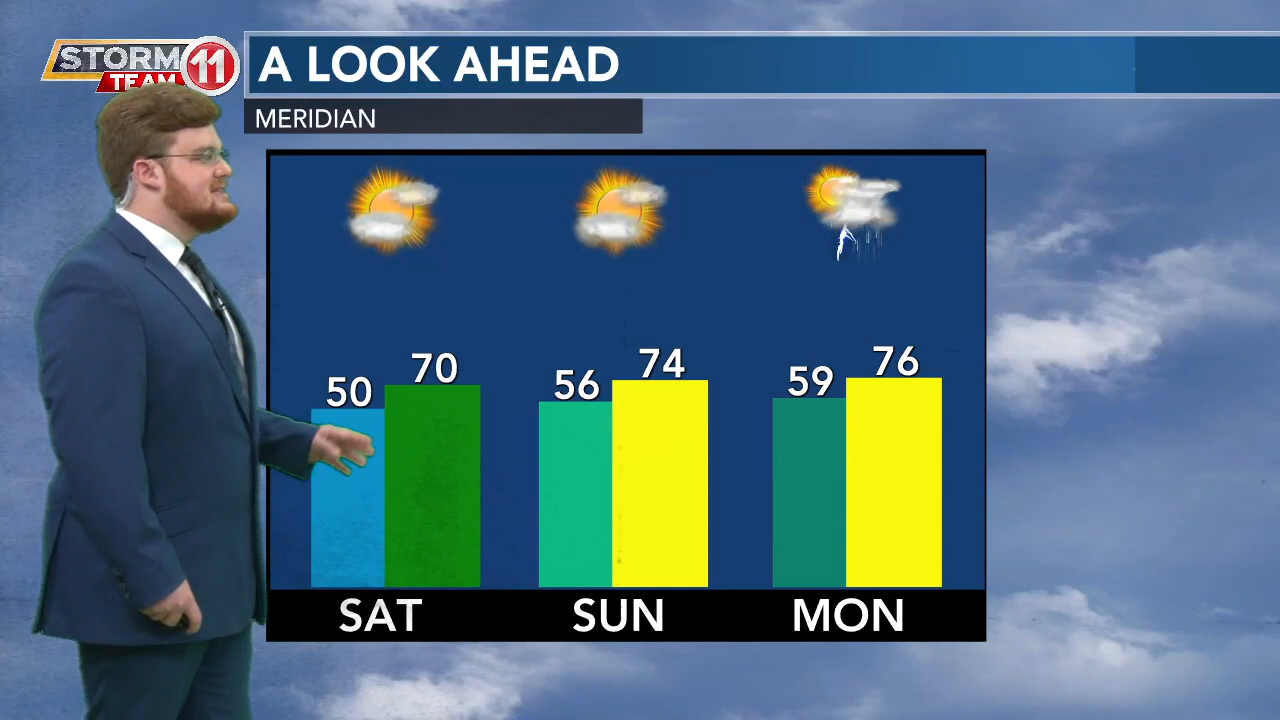 STORM
TEAM
11
A LOOK AHEAD
MERIDIAN
50
70
56
74
59
76
SAT
SUN
MON